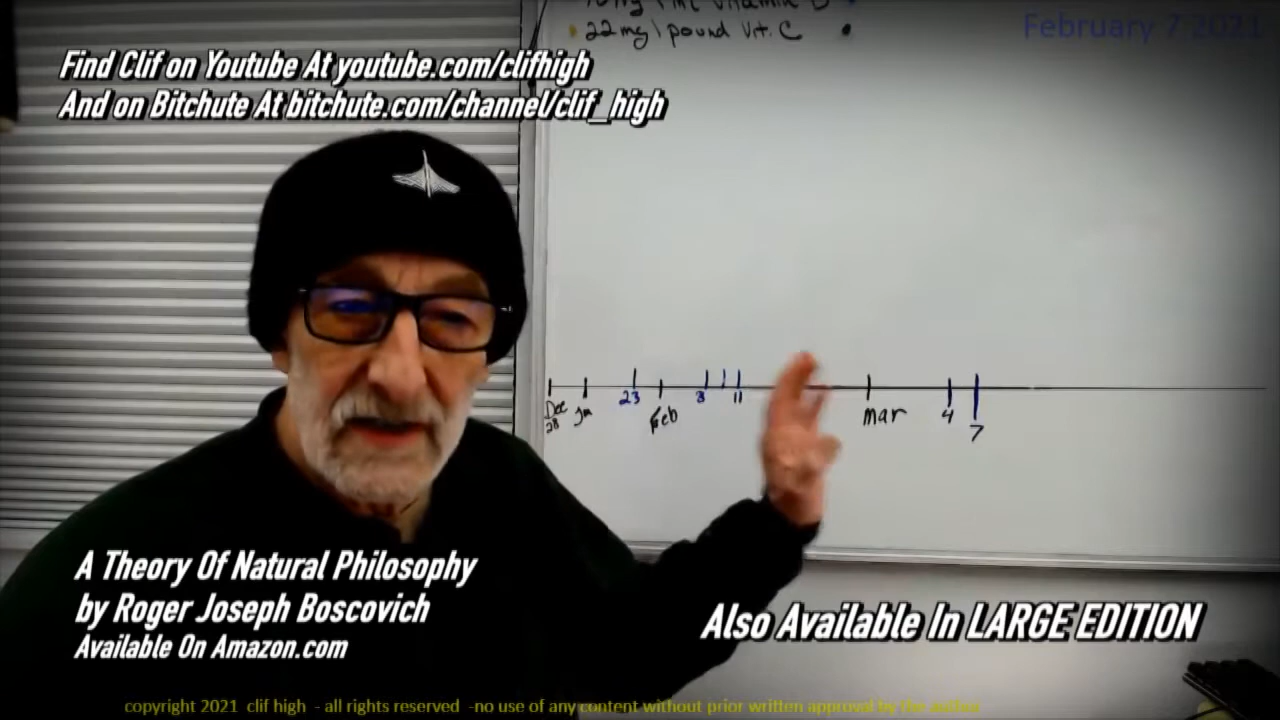 22 mg\ pound Vit. C
February 7 2021
Find Clif on Youtube At youtube.com/clifhigh
And on Bitchute At bitchute.com/channel/clif_high
23
8
11
4
Dec
28
Jan
Feb
Mar
7
A Theory Of Natural Philosophy
by Roger Joseph Boscovich
Available On Amazon.com
Also Available In LARGE EDITION
copyright 2021 clif high - all rights reserved -no use of any content without prior written approval by the author